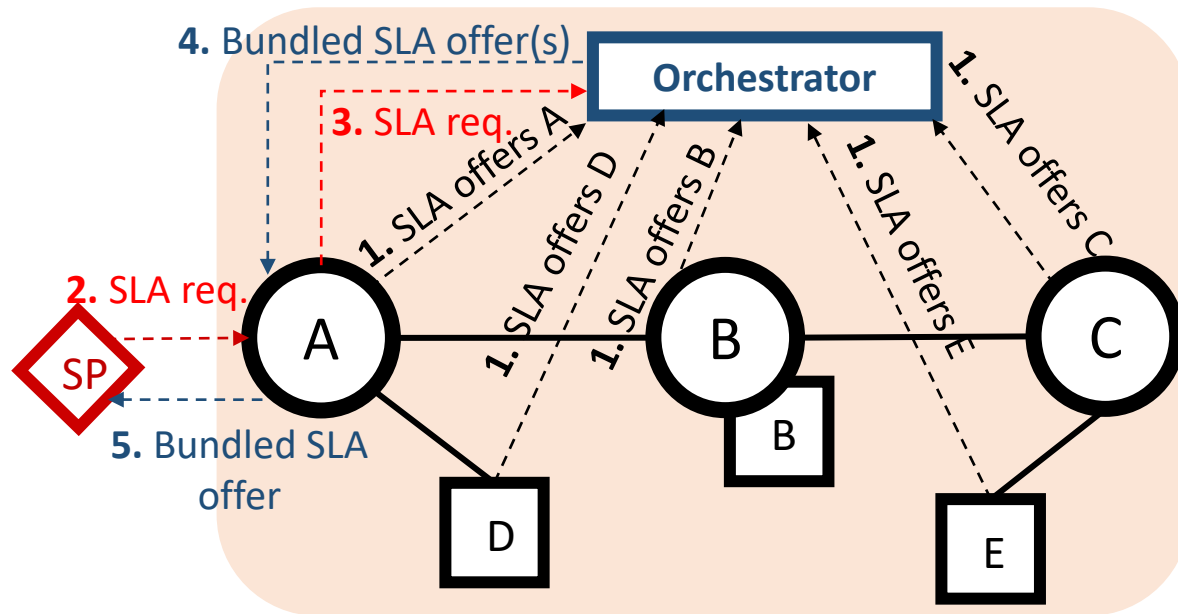 4. Bundled SLA offer(s)
Orchestrator
3. SLA req.
1. SLA offers A
1. SLA offers D
1. SLA offers B
1. SLA offers E
1. SLA offers C
2. SLA req.
SP
A
B
C
5. Bundled SLA
offer
B
D
E